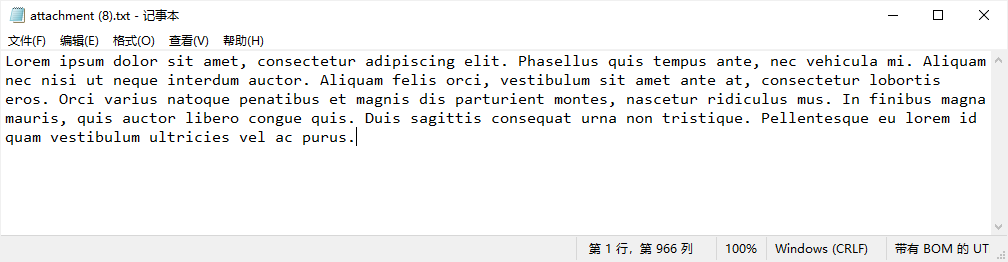 attachment (8).txt - 记事本
文件(F) 编辑(E) 格式(O) 查看(V) 帮助(H)
Lorem ipsum dolor sit amet, consectetur adipiscing elit. Phasellus quis tempus ante, nec vehicula mi. Aliquam
nec nisi ut neque interdum auctor. Aliquam felis orci, vestibulum sit amet ante at, consectetur lobortis
eros. Orci varius natoque penatibus et magnis dis parturient montes, nascetur ridiculus mus. In finibus magna
mauris, quis auctor libero congue quis. Duis sagittis consequat urna non tristique. Pellentesque eu lorem id
quam vestibulum ultricies vel ac purus.
第 1 行，第 966 列 100% Windows (CRLF) 带有 BOM 的 UT